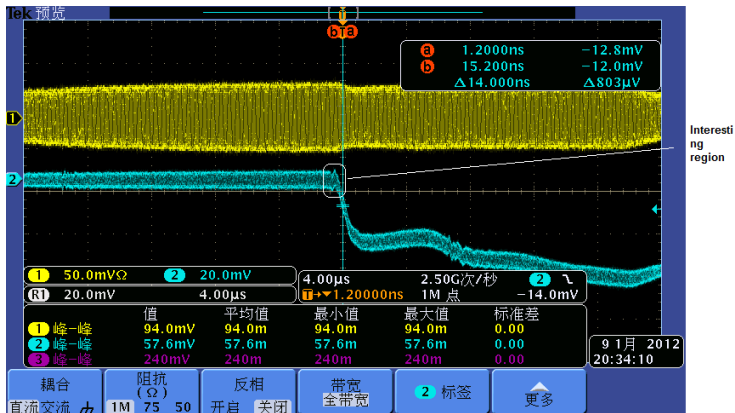 Tek 预览
T
b T a
a 1.2000ns −12.8mV
b 15.200ns −12.0mV
Δ14.000ns Δ803μV
1
Interesti
ng
region
2
1 50.0mVΩ 2 20.0mV
R1 20.0mV 4.00μs
4.00μs 2.50G次/秒 2
T→▼1.20000ns 1M 点 −14.0mV
值 平均值 最小值 最大值 标准差
1 峰−峰 94.0mV 94.0m 94.0m 94.0m 0.00
2 峰−峰 57.6mV 57.6m 57.6m 57.6m 0.00
3 峰−峰 240mV 240m 240m 240m 0.00
9 1月 2012
20:34:10
耦合
直流 交流
阻抗
(Ω)
1M 75 50
反相
开启 关闭
带宽
全带宽
2 标签
更多